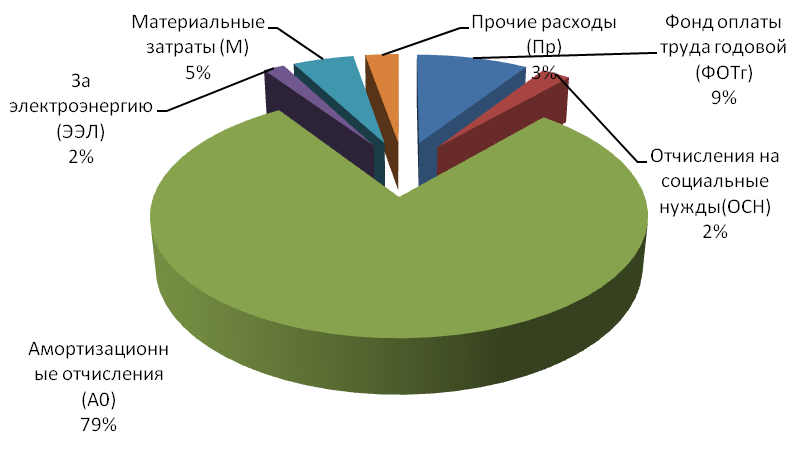 Материальные
затраты (М)
5%
Прочие расходы
(Пр)
3%
Фонд оплаты
труда годовой
(ФОТг)
9%
За
электроэнергию
(ЭЭЛ)
2%
Отчисления на
социальные
нужды(ОСН)
2%
Амортизационн
ые отчисления
(А0)
79%